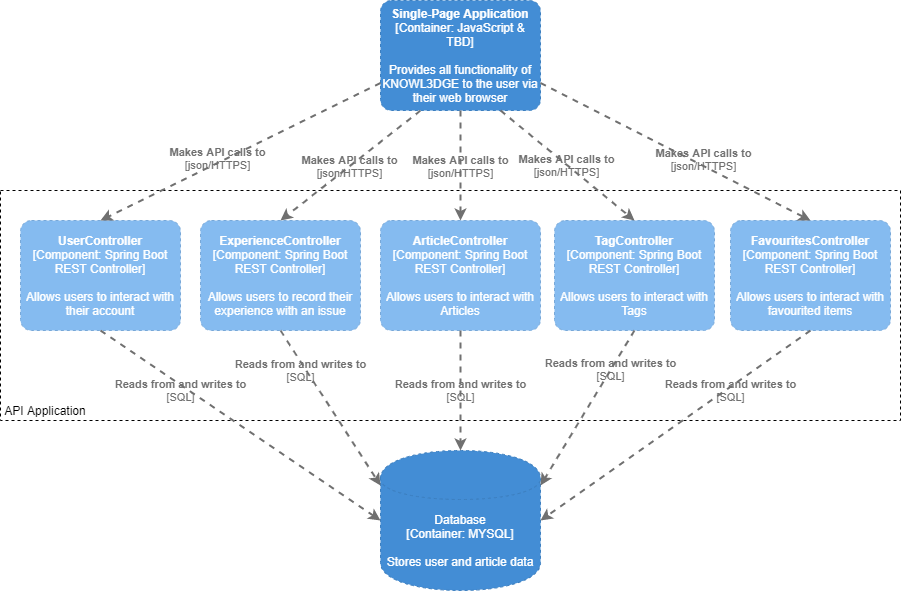 Single-Page Application
[Container: JavaScript &
TBD]
Provides all functionality of
KNOWL3DGE to the user via
their web browser
Makes API calls to
[json/HTTPS]
Makes API calls to
[json/HTTPS]
Makes API calls to
[json/HTTPS]
Makes API calls to
[json/HTTPS]
Makes API calls to
[json/HTTPS]
UserController
[Component: Spring Boot
REST Controller]
Allows users to interact with
their account
ExperienceController
[Component: Spring Boot
REST Controller]
Allows users to record their
experience with an issue
ArticleController
[Component: Spring Boot
REST Controller]
Allows users to interact with
Articles
TagController
[Component: Spring Boot
REST Controller]
Allows users to interact with
Tags
FavouritesController
[Component: Spring Boot
REST Controller]
Allows users to interact with
favourited items
Reads from and writes to
[SQL]
Reads from and writes to
[SQL]
Reads from and writes to
[SQL]
Reads from and writes to
[SQL]
Reads from and writes to
[SQL]
API Application
Database
[Container: MYSQL]
Stores user and article data